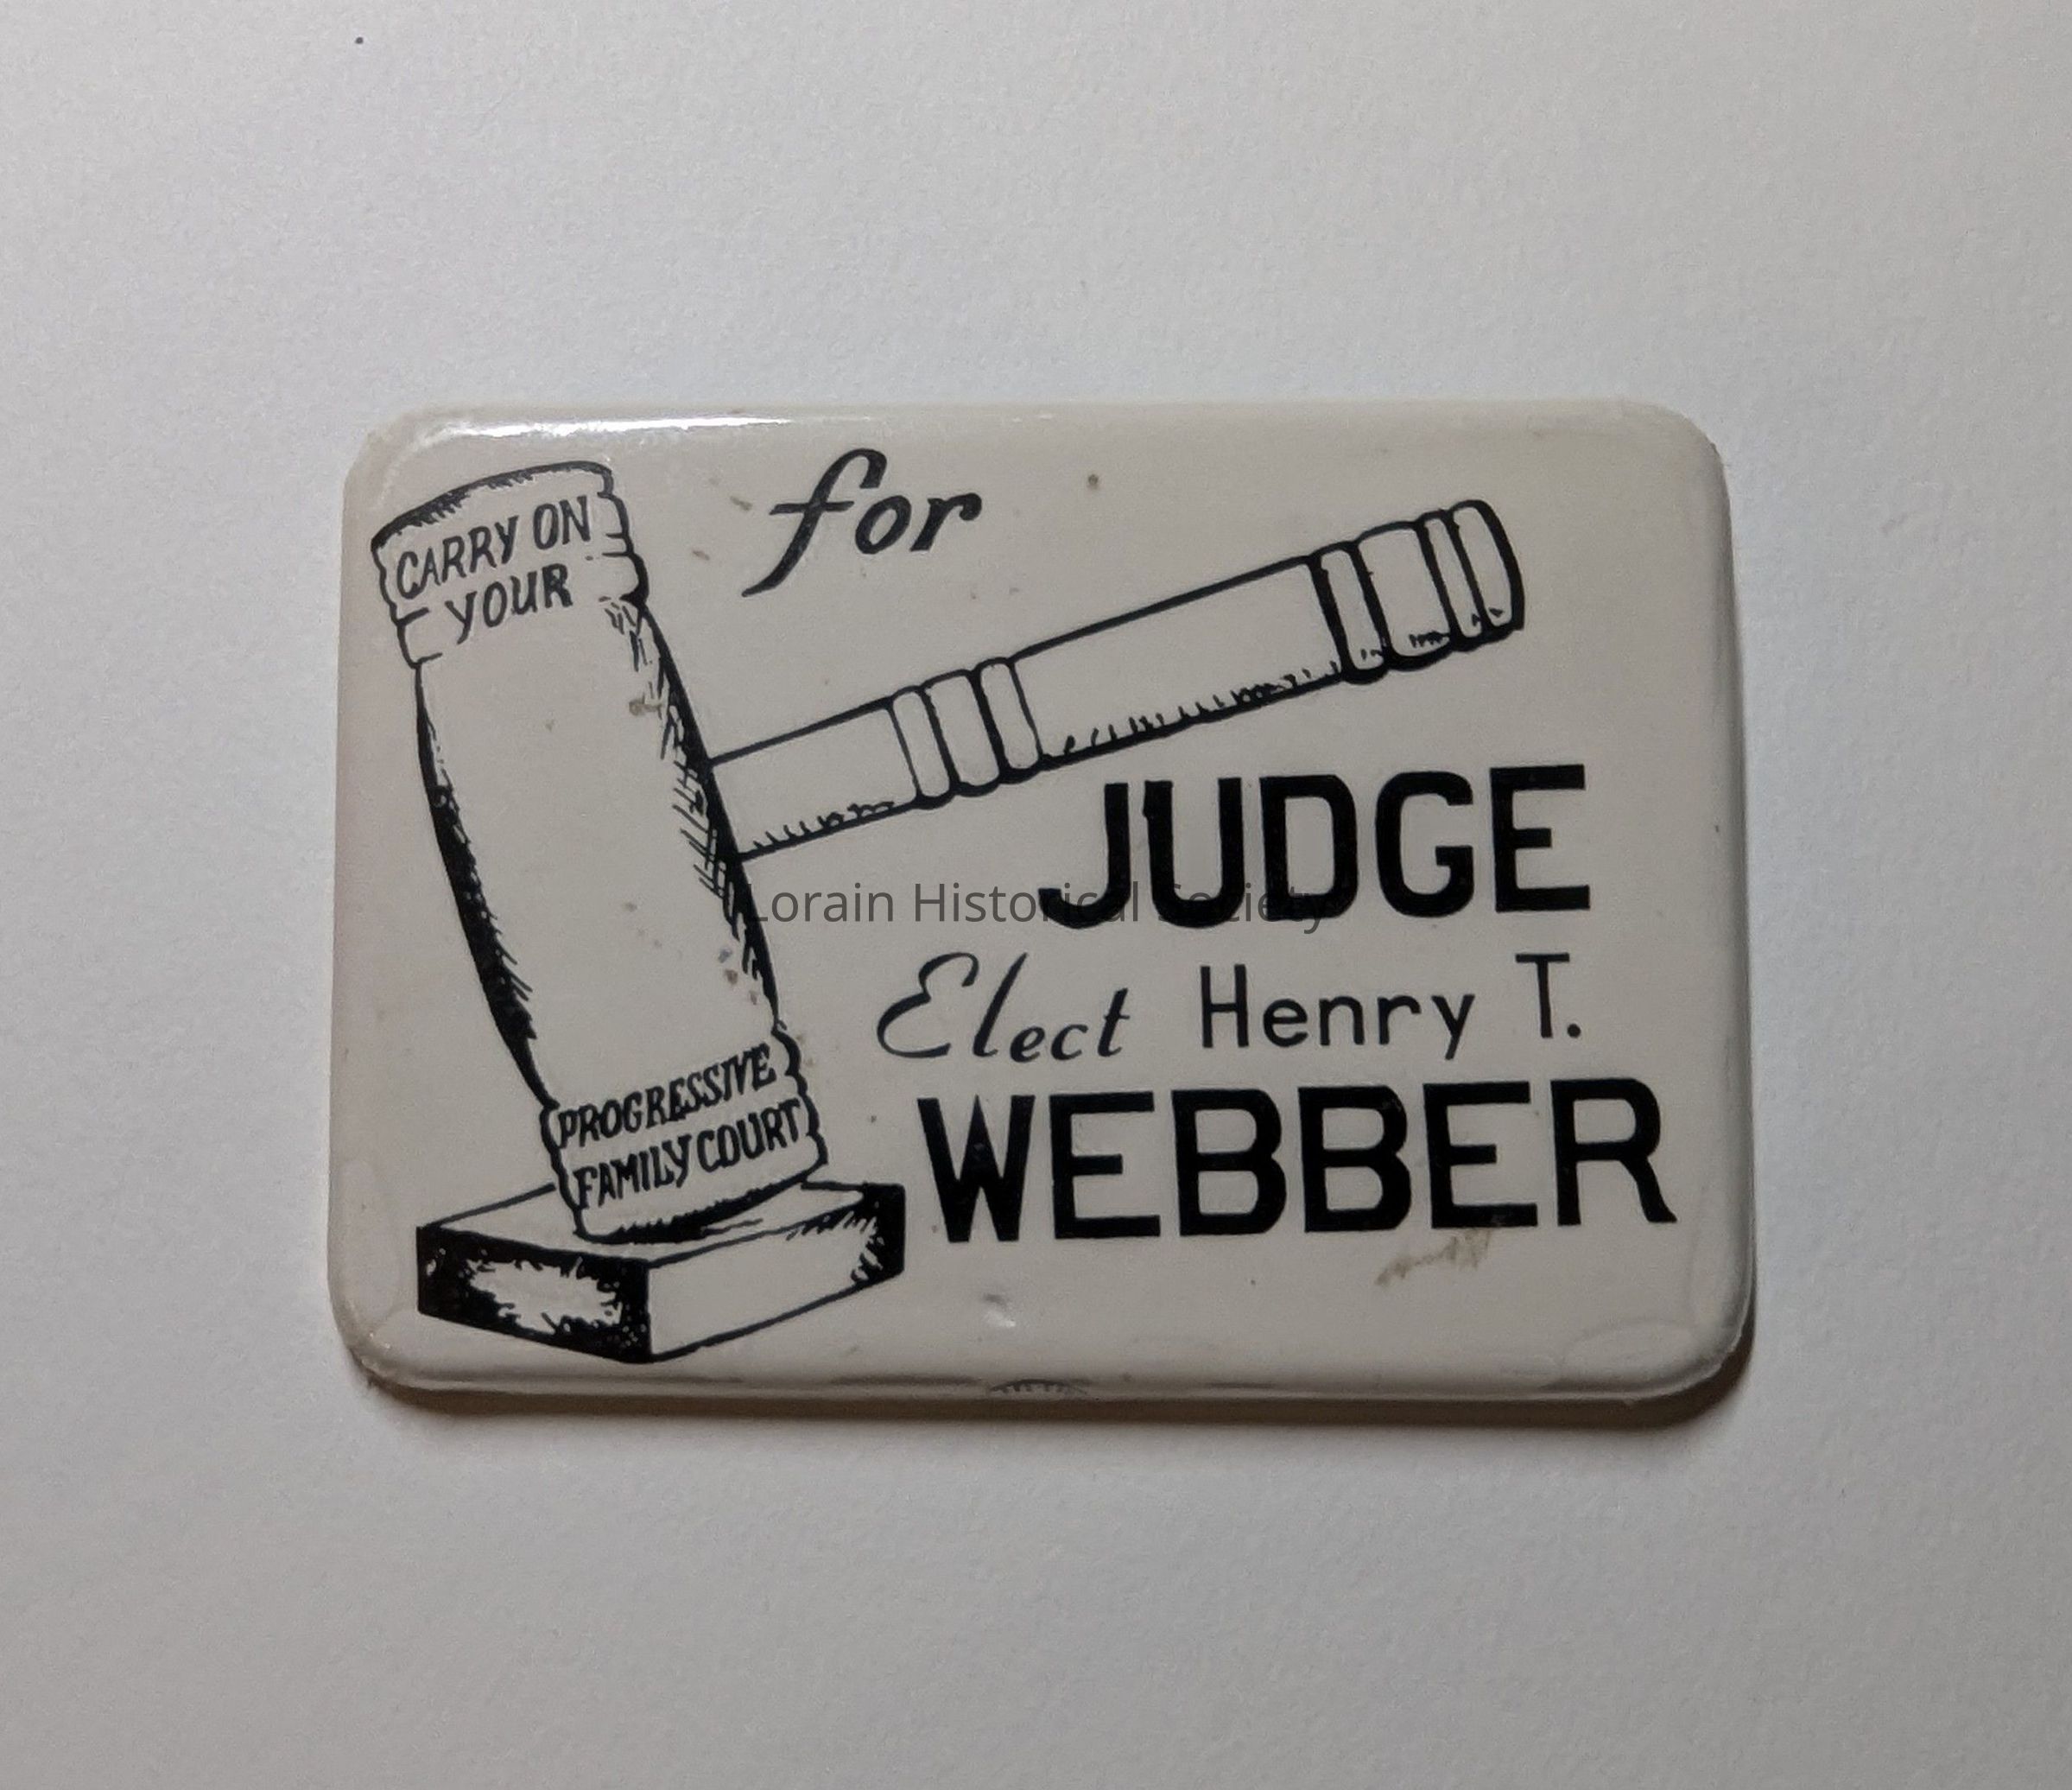 for
CARRY ON
YOUR
JUDGE
Lorain Historical Society
Elect Henry T.
WEBBER
PROGRESSIVE
FAMILY COURT